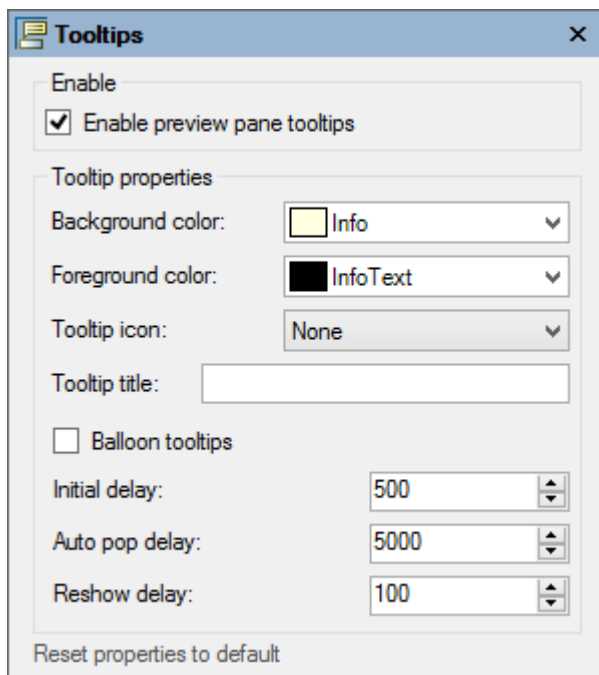 Tooltips
Enable
Enable preview pane tooltips
Tooltip properties
Background color: Info
Foreground color: InfoText
Tooltip icon: None
Tooltip title:
Balloon tooltips
Initial delay: 500
Auto pop delay: 5000
Reshow delay: 100
Reset properties to default